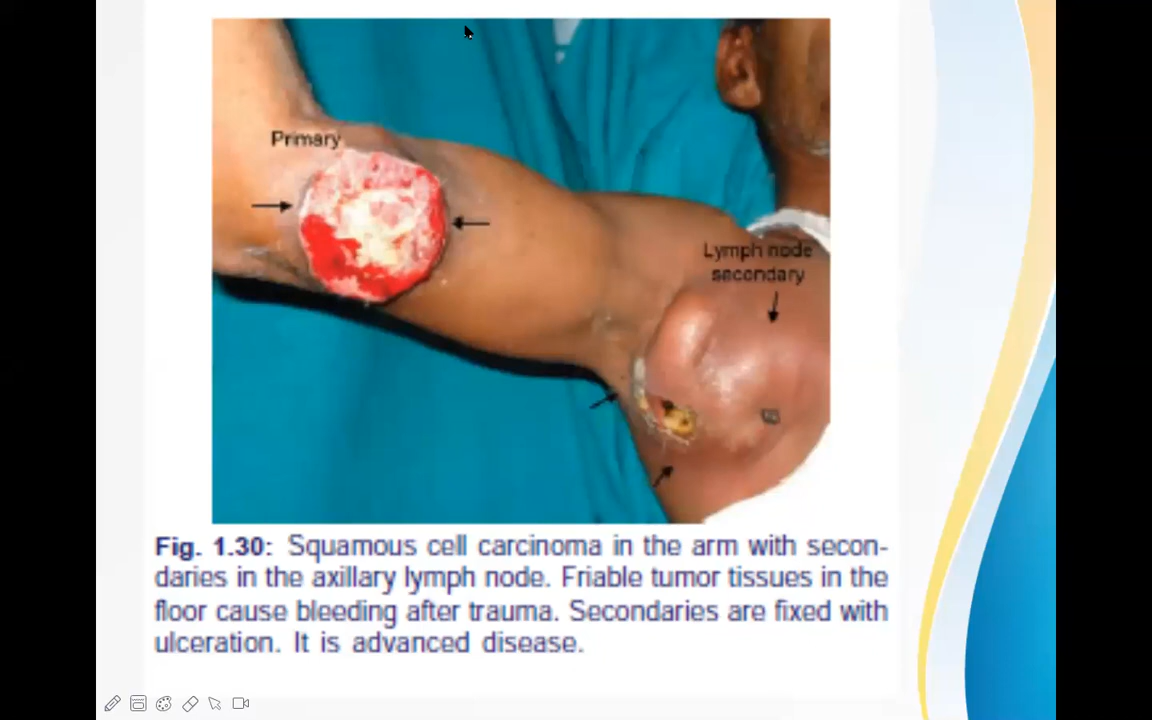 Primary
Lymph node
secondary
Fig. 1.30: Squamous cell carcinoma in the arm with secon-
daries in the axillary lymph node. Friable tumor tissues in the
floor cause bleeding after trauma. Secondaries are fixed with
ulceration. It is advanced disease.